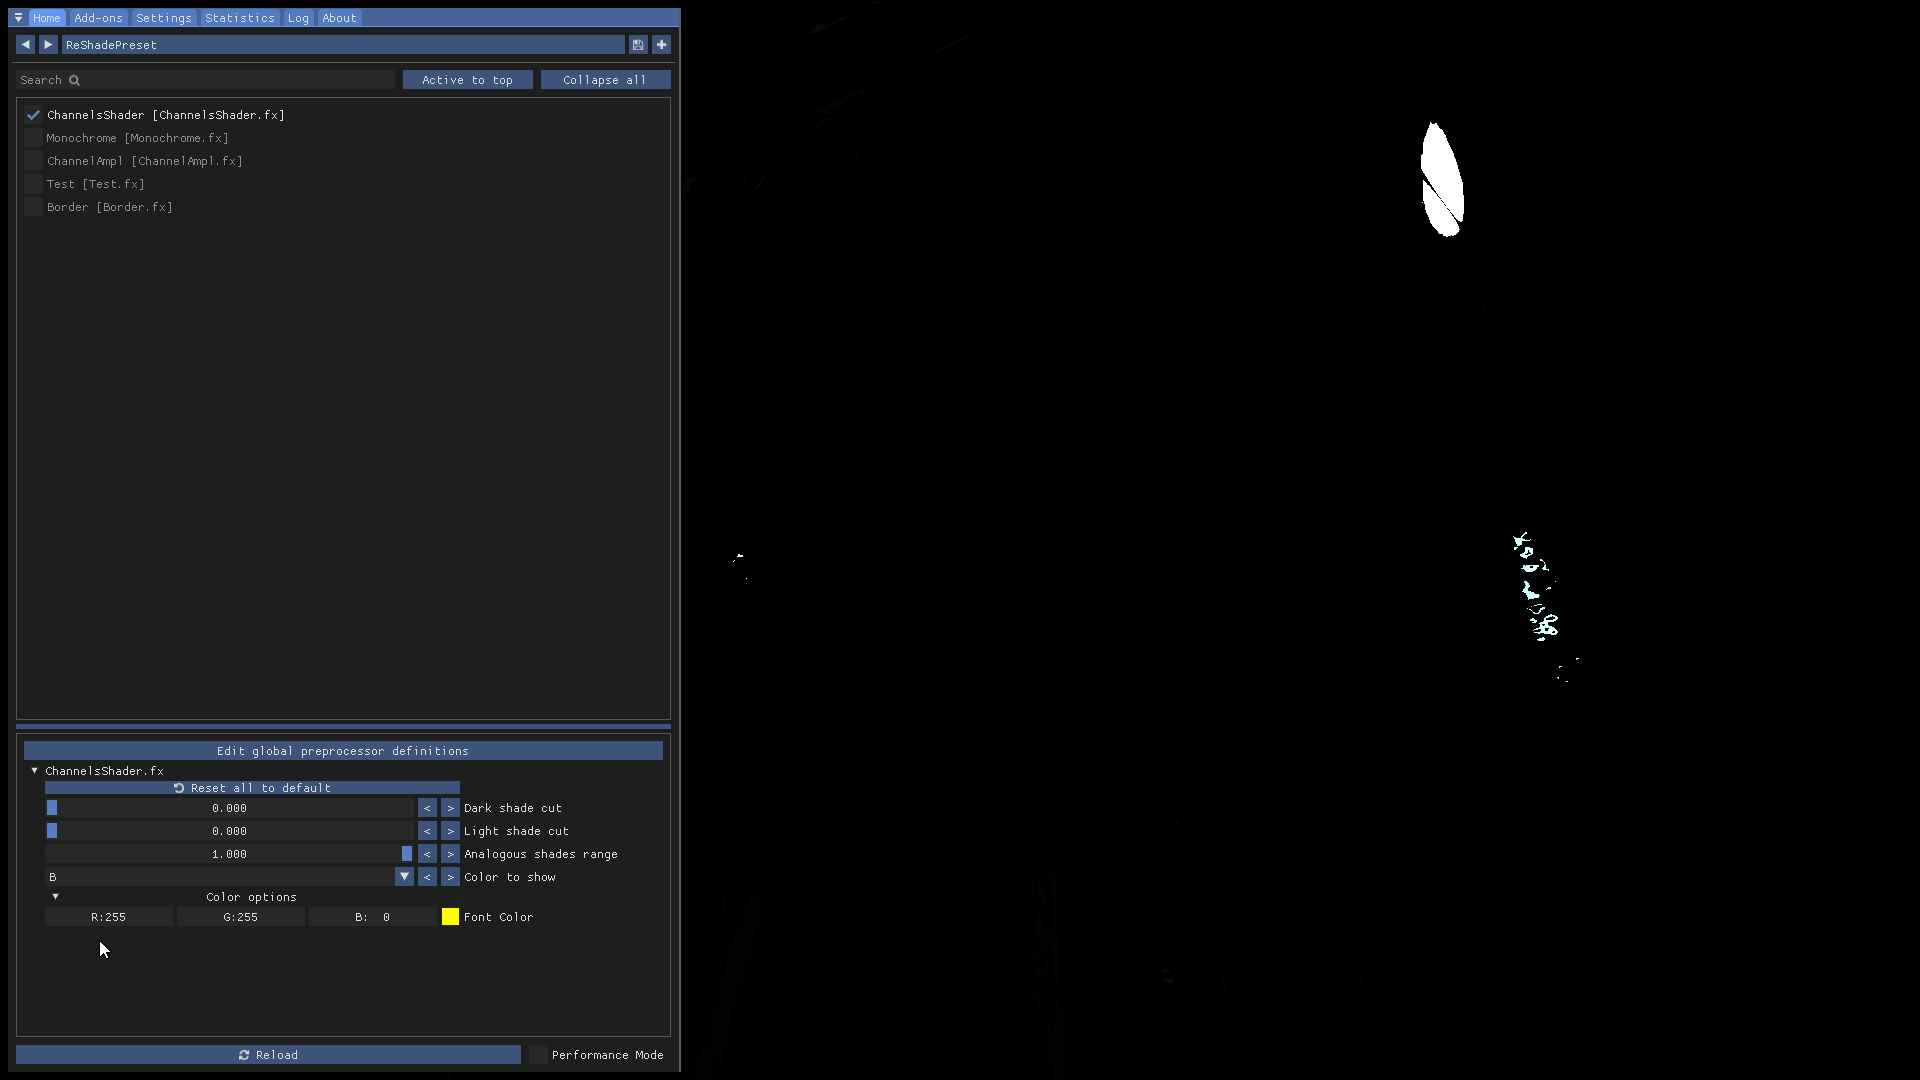 Home Add-ons Settings Statistics Log About
ReShadePreset
Search Active to top Collapse all
ChannelsShader [ChannelsShader.fx]
Monochrome [Monochrome.fx]
ChannelAmpl [ChannelAmpl.fx]
Test [Test.fx]
Border [Border.fx]
Edit global preprocessor definitions
ChannelsShader.fx
Reset all to default
0.000 < > Dark shade cut
0.000 < > Light shade cut
1.000 < > Analogous shades range
B < > Color to show
Color options
R:255 G:255 B: 0 Font Color
Reload Performance Mode